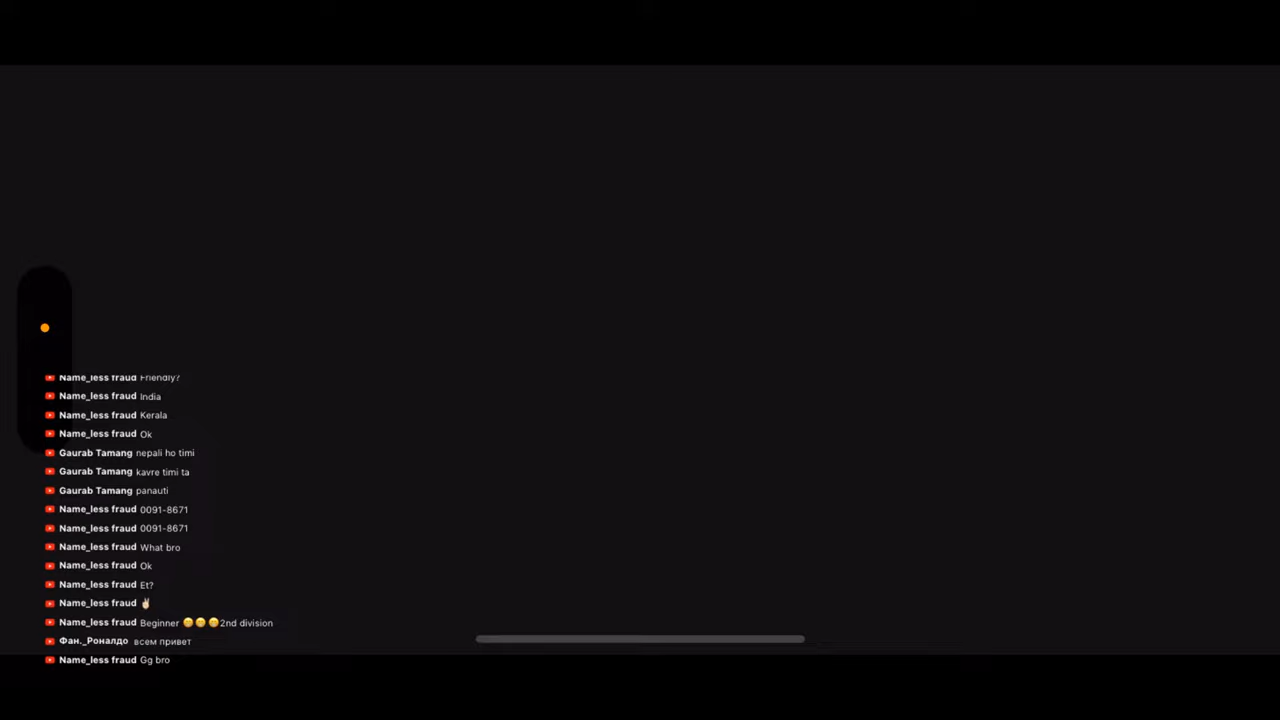 Name_less fraud Friendly?
Name_less fraud India
Name_less fraud Kerala
Name_less fraud Ok
Gaurab Tamang nepali ho timi
Gaurab Tamang kavre timi ta
Gaurab Tamang panauti
Name_less fraud 0091-8671
Name_less fraud 0091-8671
Name_less fraud What bro
Name_less fraud Ok
Name_less fraud Et?
Name_less fraud ✌🏻
Name_less fraud Beginner 🤭🤭🤭2nd division
Фан._Роналдо всем привет
Name_less fraud Gg bro